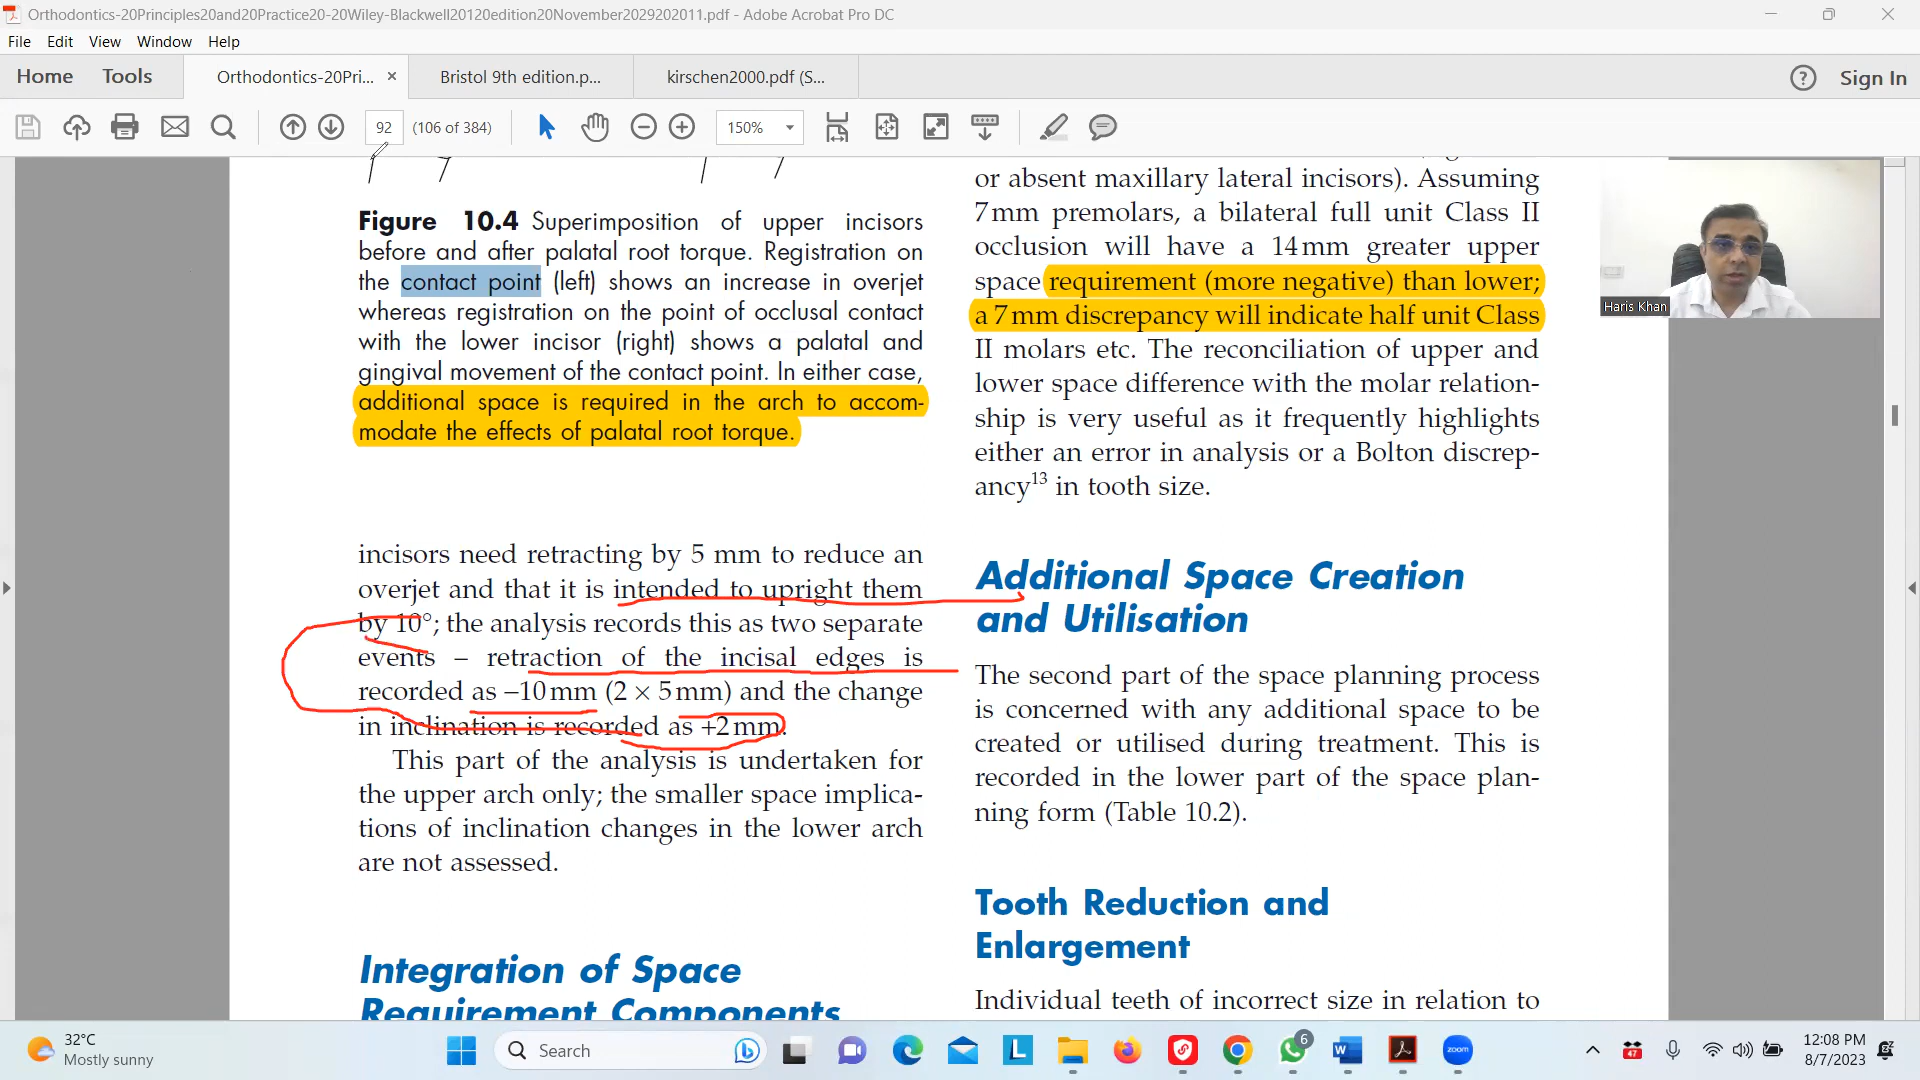 Orthodontics-20Principles20and20Practice20-20Wiley-Blackwell20120edition20November2029202011.pdf - Adobe Acrobat Pro DC
File Edit View Window Help
Home Tools Orthodontics-20Pri... × Bristol 9th edition.p... kirschen2000.pdf (S... Sign In
92 (106 of 384) 150%
Figure 10.4 Superimposition of upper incisors
before and after palatal root torque. Registration on
the contact point (left) shows an increase in overjet
whereas registration on the point of occlusal contact
with the lower incisor (right) shows a palatal and
gingival movement of the contact point. In either case,
additional space is required in the arch to accom-
modate the effects of palatal root torque.
incisors need retracting by 5 mm to reduce an
overjet and that it is intended to upright them
by 10°; the analysis records this as two separate
events – retraction of the incisal edges is
recorded as –10 mm (2 × 5 mm) and the change
in inclination is recorded as +2 mm.
This part of the analysis is undertaken for
the upper arch only; the smaller space implica-
tions of inclination changes in the lower arch
are not assessed.
Integration of Space
Requirement Components
or absent maxillary lateral incisors). Assuming
7 mm premolars, a bilateral full unit Class II
occlusion will have a 14 mm greater upper
space requirement (more negative) than lower;
a 7 mm discrepancy will indicate half unit Class
II molars etc. The reconciliation of upper and
lower space difference with the molar relation-
ship is very useful as it frequently highlights
either an error in analysis or a Bolton discrep-
ancy13 in tooth size.
Additional Space Creation
and Utilisation
The second part of the space planning process
is concerned with any additional space to be
created or utilised during treatment. This is
recorded in the lower part of the space plan-
ning form (Table 10.2).
Tooth Reduction and
Enlargement
Individual teeth of incorrect size in relation to
Haris Khan
32°C
Mostly sunny
Search
L
6
W
zoom
47
12:08 PM
8/7/2023